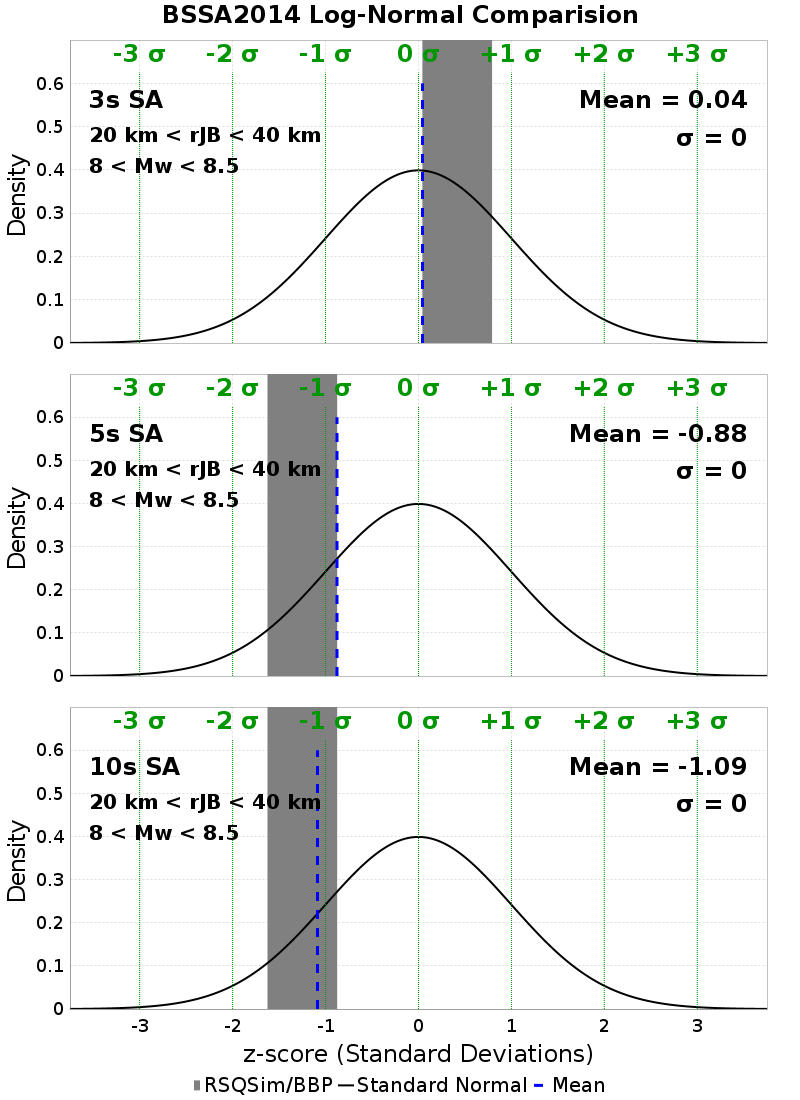 BSSA2014 Log-Normal Comparision
-3 σ -2 σ -1 σ 0 σ +1 σ +2 σ +3 σ
3s SA
20 km < rJB < 40 km
8 < Mw < 8.5
Mean = 0.04
σ = 0
Density
0.6
0.5
0.4
0.3
0.2
0.1
0
-3 σ -2 σ -1 σ 0 σ +1 σ +2 σ +3 σ
5s SA
20 km < rJB < 40 km
8 < Mw < 8.5
Mean = -0.88
σ = 0
Density
0.6
0.5
0.4
0.3
0.2
0.1
0
-3 σ -2 σ -1 σ 0 σ +1 σ +2 σ +3 σ
10s SA
20 km < rJB < 40 km
8 < Mw < 8.5
Mean = -1.09
σ = 0
Density
0.6
0.5
0.4
0.3
0.2
0.1
0
-3 -2 -1 0 1 2 3
z-score (Standard Deviations)
RSQSim/BBP Standard Normal Mean